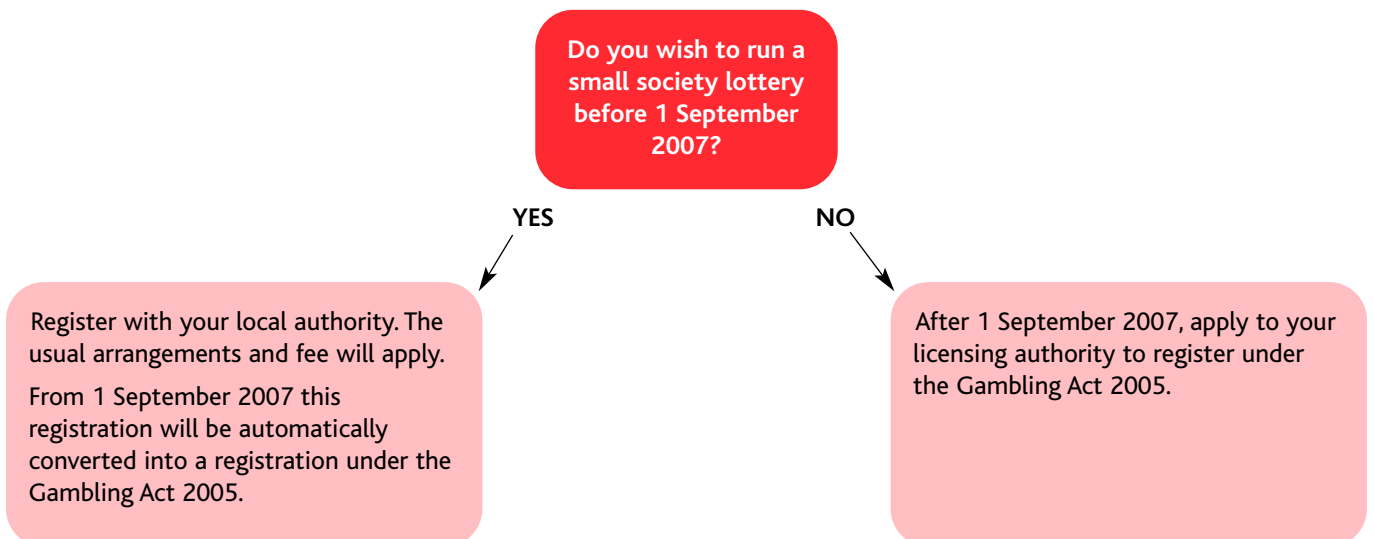 Do you wish to run a
small society lottery
before 1 September
2007?
YES
NO
Register with your local authority. The
usual arrangements and fee will apply.
From 1 September 2007 this
registration will be automatically
converted into a registration under the
Gambling Act 2005.
After 1 September 2007, apply to your
licensing authority to register under
the Gambling Act 2005.